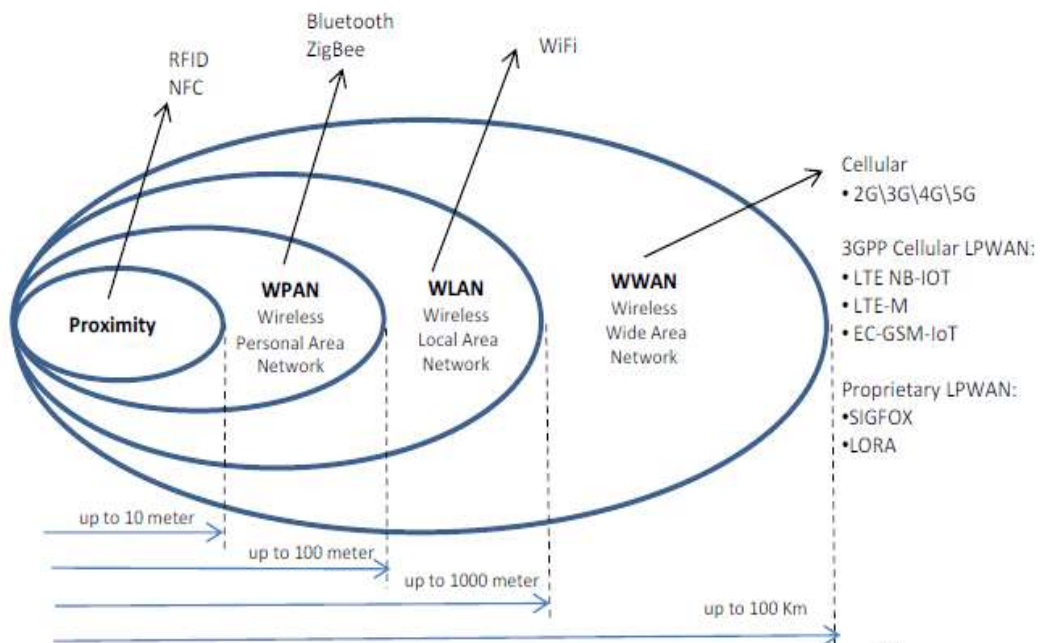 RFID
NFC
Bluetooth
ZigBee
WiFi
Cellular
• 2G\3G\4G\5G
3GPP Cellular LPWAN:
• LTE NB-IOT
• LTE-M
• EC-GSM-IoT
Proprietary LPWAN:
•SIGFOX
•LORA
Proximity
WPAN
Wireless
Personal Area
Network
WLAN
Wireless
Local Area
Network
WWAN
Wireless
Wide Area
Network
up to 10 meter
up to 100 meter
up to 1000 meter
up to 100 Km